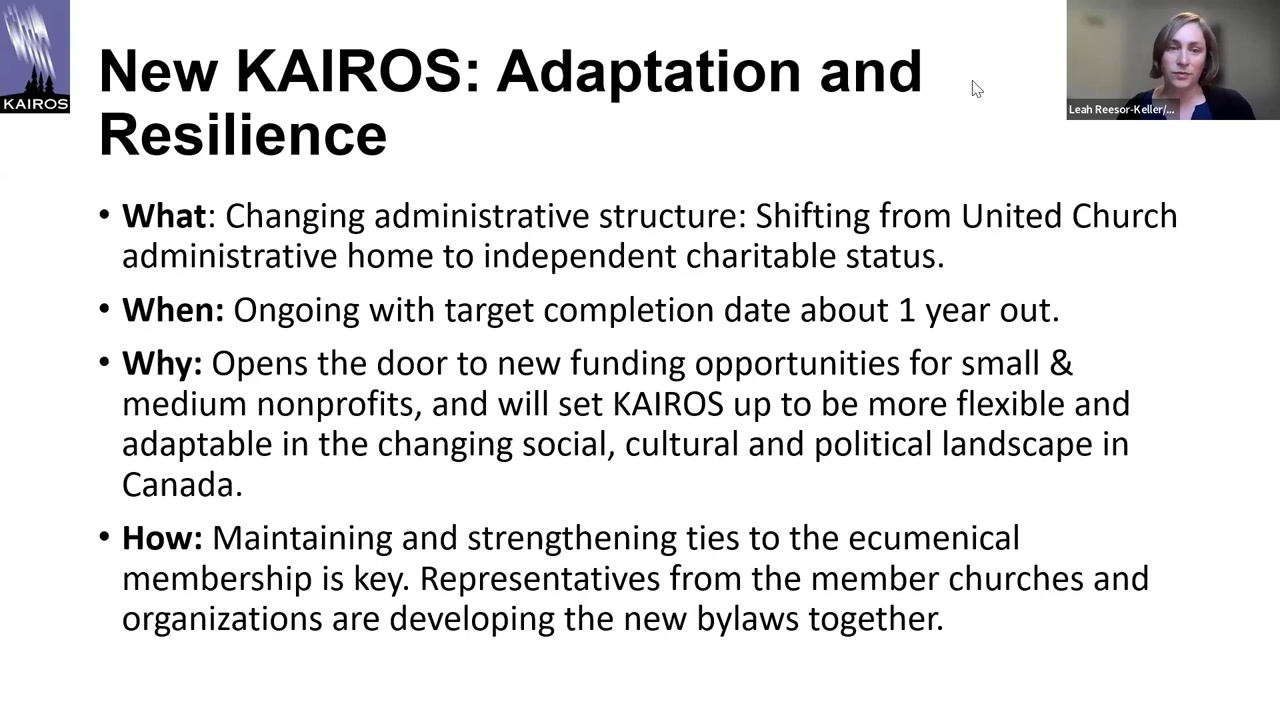 KAIROS
New KAIROS: Adaptation and
Resilience
Leah Reesor-Keller/...
• What: Changing administrative structure: Shifting from United Church
administrative home to independent charitable status.
• When: Ongoing with target completion date about 1 year out.
• Why: Opens the door to new funding opportunities for small &
medium nonprofits, and will set KAIROS up to be more flexible and
adaptable in the changing social, cultural and political landscape in
Canada.
• How: Maintaining and strengthening ties to the ecumenical
membership is key. Representatives from the member churches and
organizations are developing the new bylaws together.